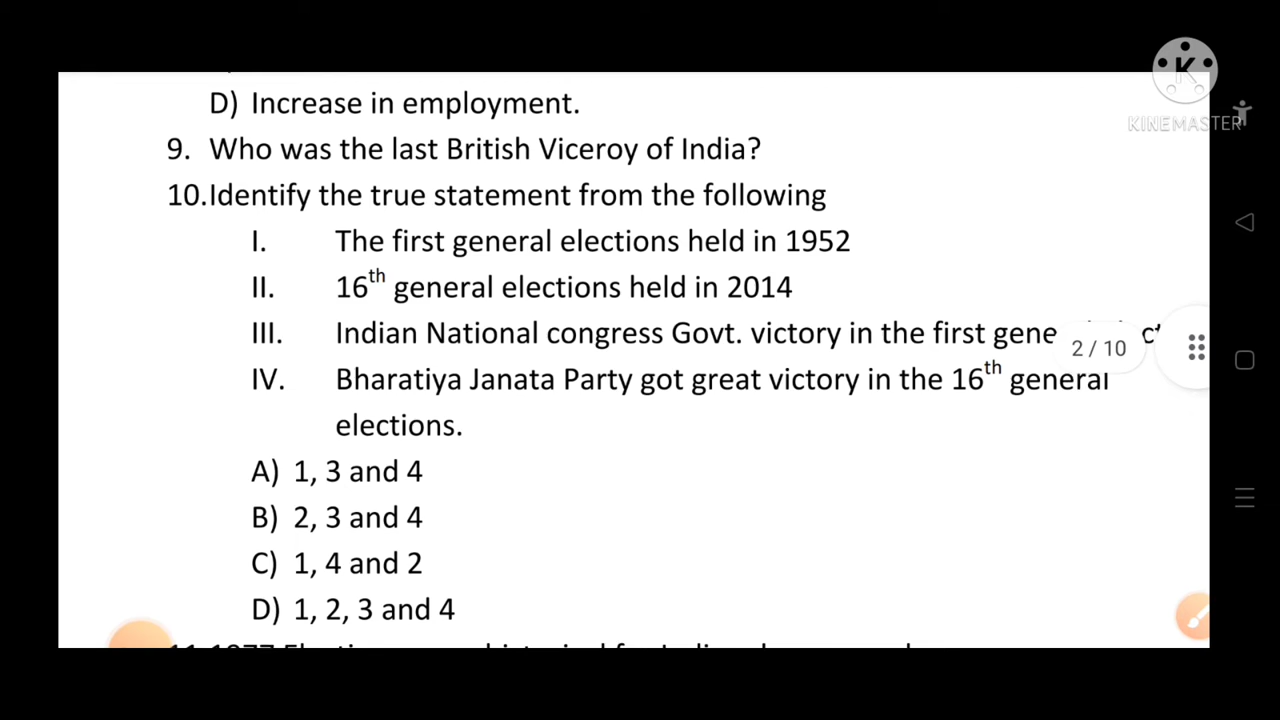 D) Increase in employment.
9. Who was the last British Viceroy of India?
10.Identify the true statement from the following
I. The first general elections held in 1952
II. 16th general elections held in 2014
III. Indian National congress Govt. victory in the first
IV. Bharatiya Janata Party got great victory in the 16th general
elections.
A) 1, 3 and 4
B) 2, 3 and 4
C) 1, 4 and 2
D) 1, 2, 3 and 4
K
KINEMASTER
2 / 10